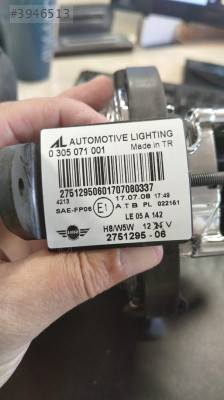 #3946513
AL AUTOMOTIVE LIGHTING
0 305 071 001 Made in TR
2751295060170708033​7
4213 17.07.08 17:49
SAE-FP06 E1 A T B PL 022161
LE 05 A 142
H8/W5W 12 V
2751295 - 06